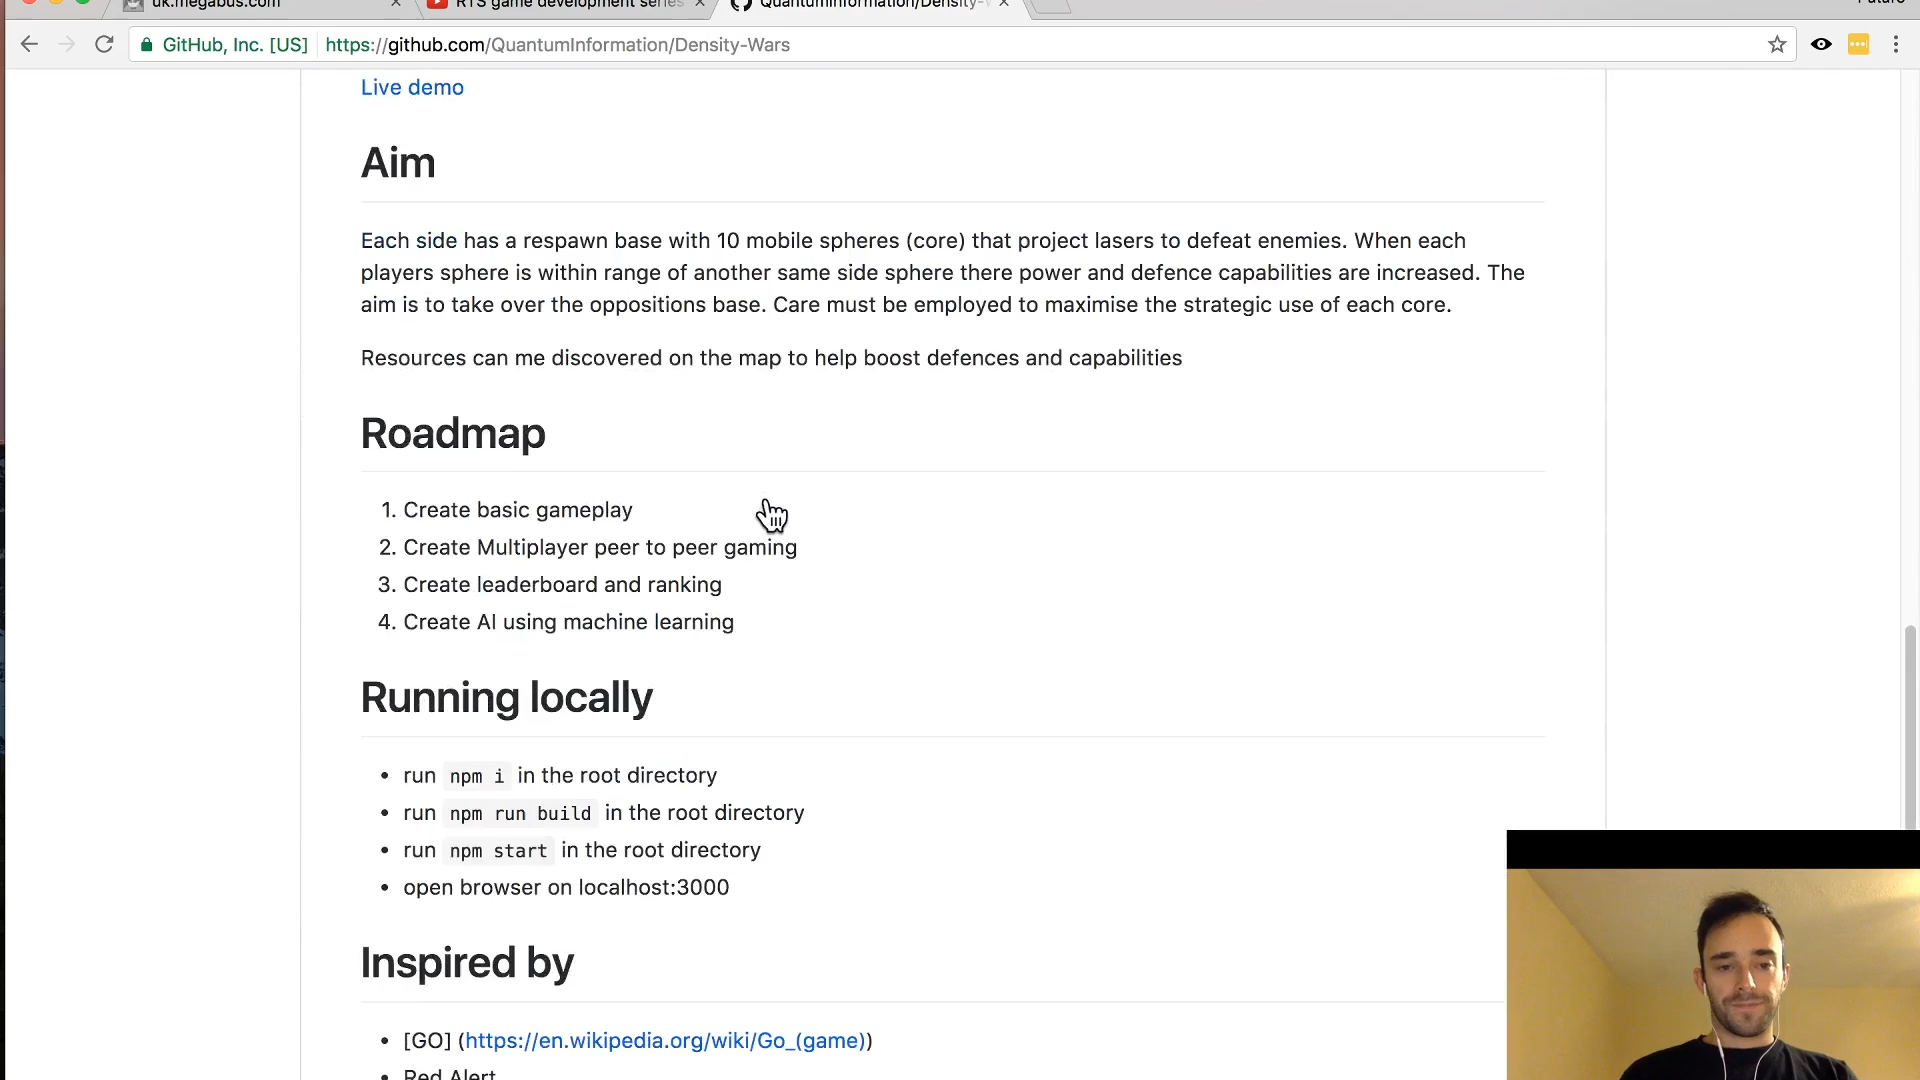 uk.megabus.com
RTS game development series
QuantumInformation/Density-W
GitHub, Inc. [US] https://github.com/QuantumInformation/Density-Wars
Live demo
Aim
Each side has a respawn base with 10 mobile spheres (core) that project lasers to defeat enemies. When each
players sphere is within range of another same side sphere there power and defence capabilities are increased. The
aim is to take over the oppositions base. Care must be employed to maximise the strategic use of each core.
Resources can me discovered on the map to help boost defences and capabilities
Roadmap
1. Create basic gameplay
2. Create Multiplayer peer to peer gaming
3. Create leaderboard and ranking
4. Create AI using machine learning
Running locally
• run npm i in the root directory
• run npm run build in the root directory
• run npm start in the root directory
• open browser on localhost:3000
Inspired by
• [GO] (https://en.wikipedia.org/wiki/Go_(game))
• Red Alert